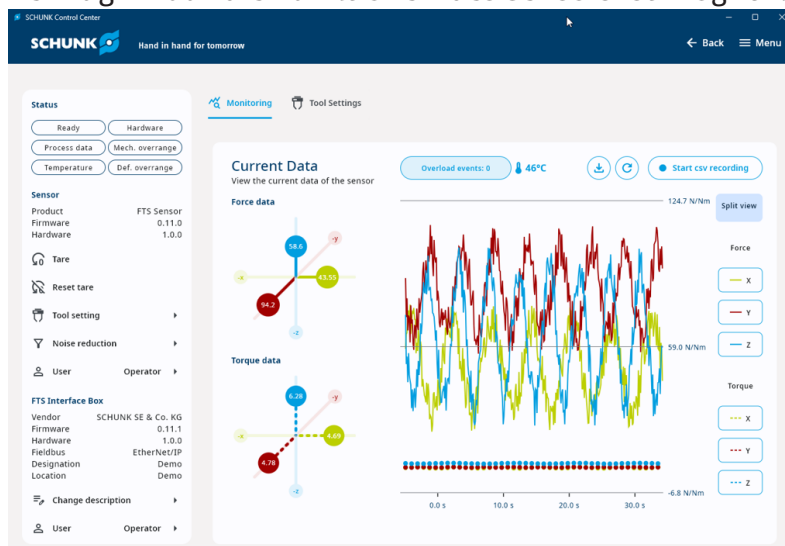 SCHUNK Control Center
SCHUNK
Hand in hand for tomorrow
Back
Menu
Status
Ready
Hardware
Process data
Mech. overrange
Temperature
Def. overrange
Sensor
Product FTS Sensor
Firmware 0.11.0
Hardware 1.0.0
Tare
Reset tare
Tool setting
Noise reduction
User Operator
FTS Interface Box
Vendor SCHUNK SE & Co. KG
Firmware 0.11.1
Hardware 1.0.0
Fieldbus EtherNet/IP
Designation Demo
Location Demo
Change description
User Operator
Monitoring
Tool Settings
Current Data
View the current data of the sensor
Overload events: 0
46°C
Start csv recording
Force data
58.6
-y
-x
43.55
94.2
-z
Torque data
6.28
-y
-x
4.69
4.78
-z
124.7 N/Nm
59.0 N/Nm
-6.8 N/Nm
0.0 s
10.0 s
20.0 s
30.0 s
Split view
Force
X
Y
Z
Torque
X
Y
Z